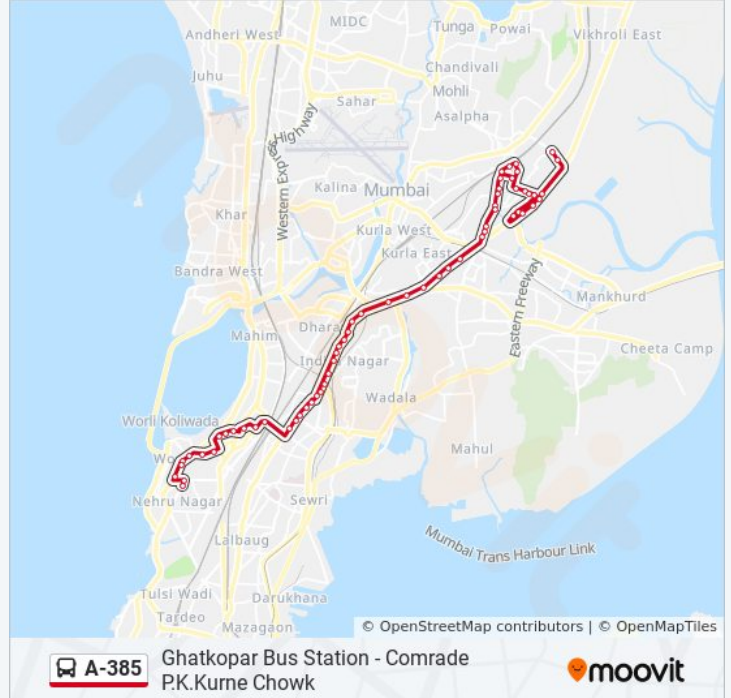 MIDC
Tunga
Powai
Andheri West
Vikhroli East
Chandivali
Juhu
Mohli
Sahar
Asalpha
Western Express Highway
Kalina
Mumbai
Khar
Kurla West
Kurla East
Bandra West
Mankhurd
Eastern Freeway
Dhara
Mahim
Nagar
Cheeta Camp
Wadala
Worli Koliwada
Mahul
Nehru Nagar
Sewri
Mumbai Trans Harbour Link
Lalbaug
Tulsi Wadi
Darukhana
Tardeo
Mazagaon
© OpenStreetMap contributors | © OpenMapTiles
A-385
Ghatkopar Bus Station - Comrade
P.K.Kurne Chowk
moovit